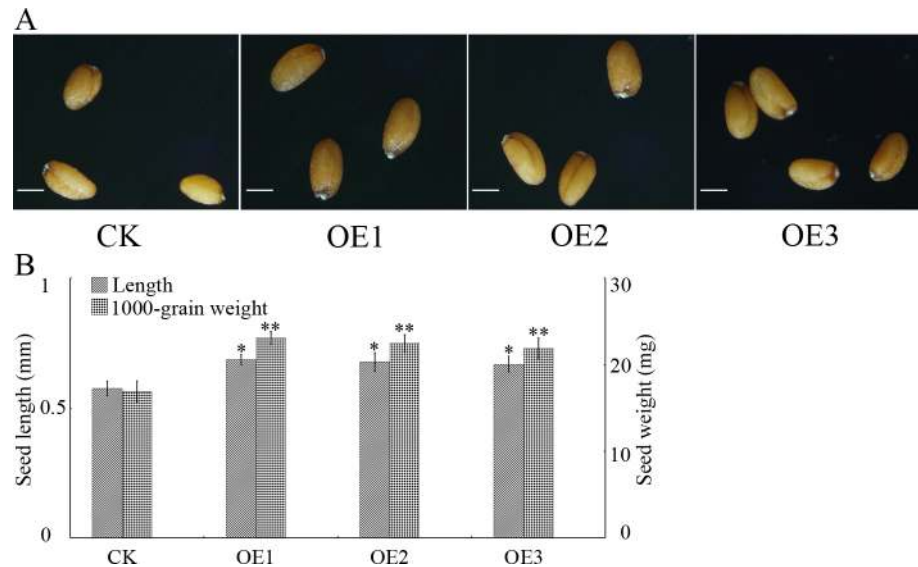 A
CK OE1 OE2 OE3
B
1
0.5
0
Seed length (mm)
Length
1000-grain weight
* ** * ** * **
30
20
10
0
Seed weight (mg)
CK OE1 OE2 OE3